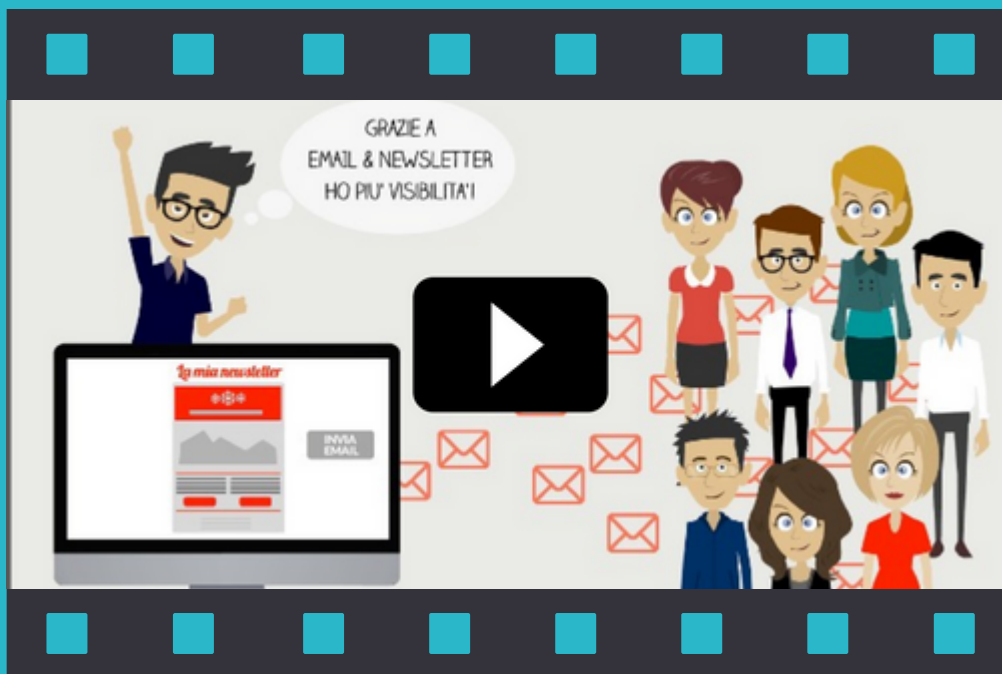 GRAZIE A
EMAIL & NEWSLETTER
HO PIU' VISIBILITA'!
La mia newsletter
INVIA
EMAIL